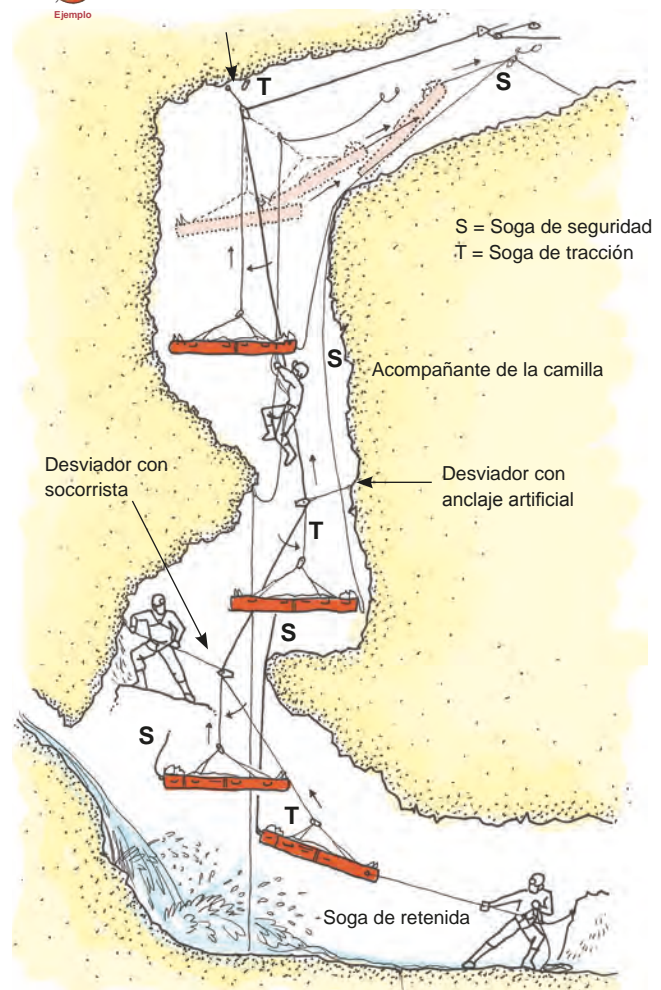 Ejemplo
T
S
S = Soga de seguridad
T = Soga de tracción
S
Acompañante de la camilla
Desviador con
socorrista
Desviador con
anclaje artificial
T
S
S
T
Soga de retenida